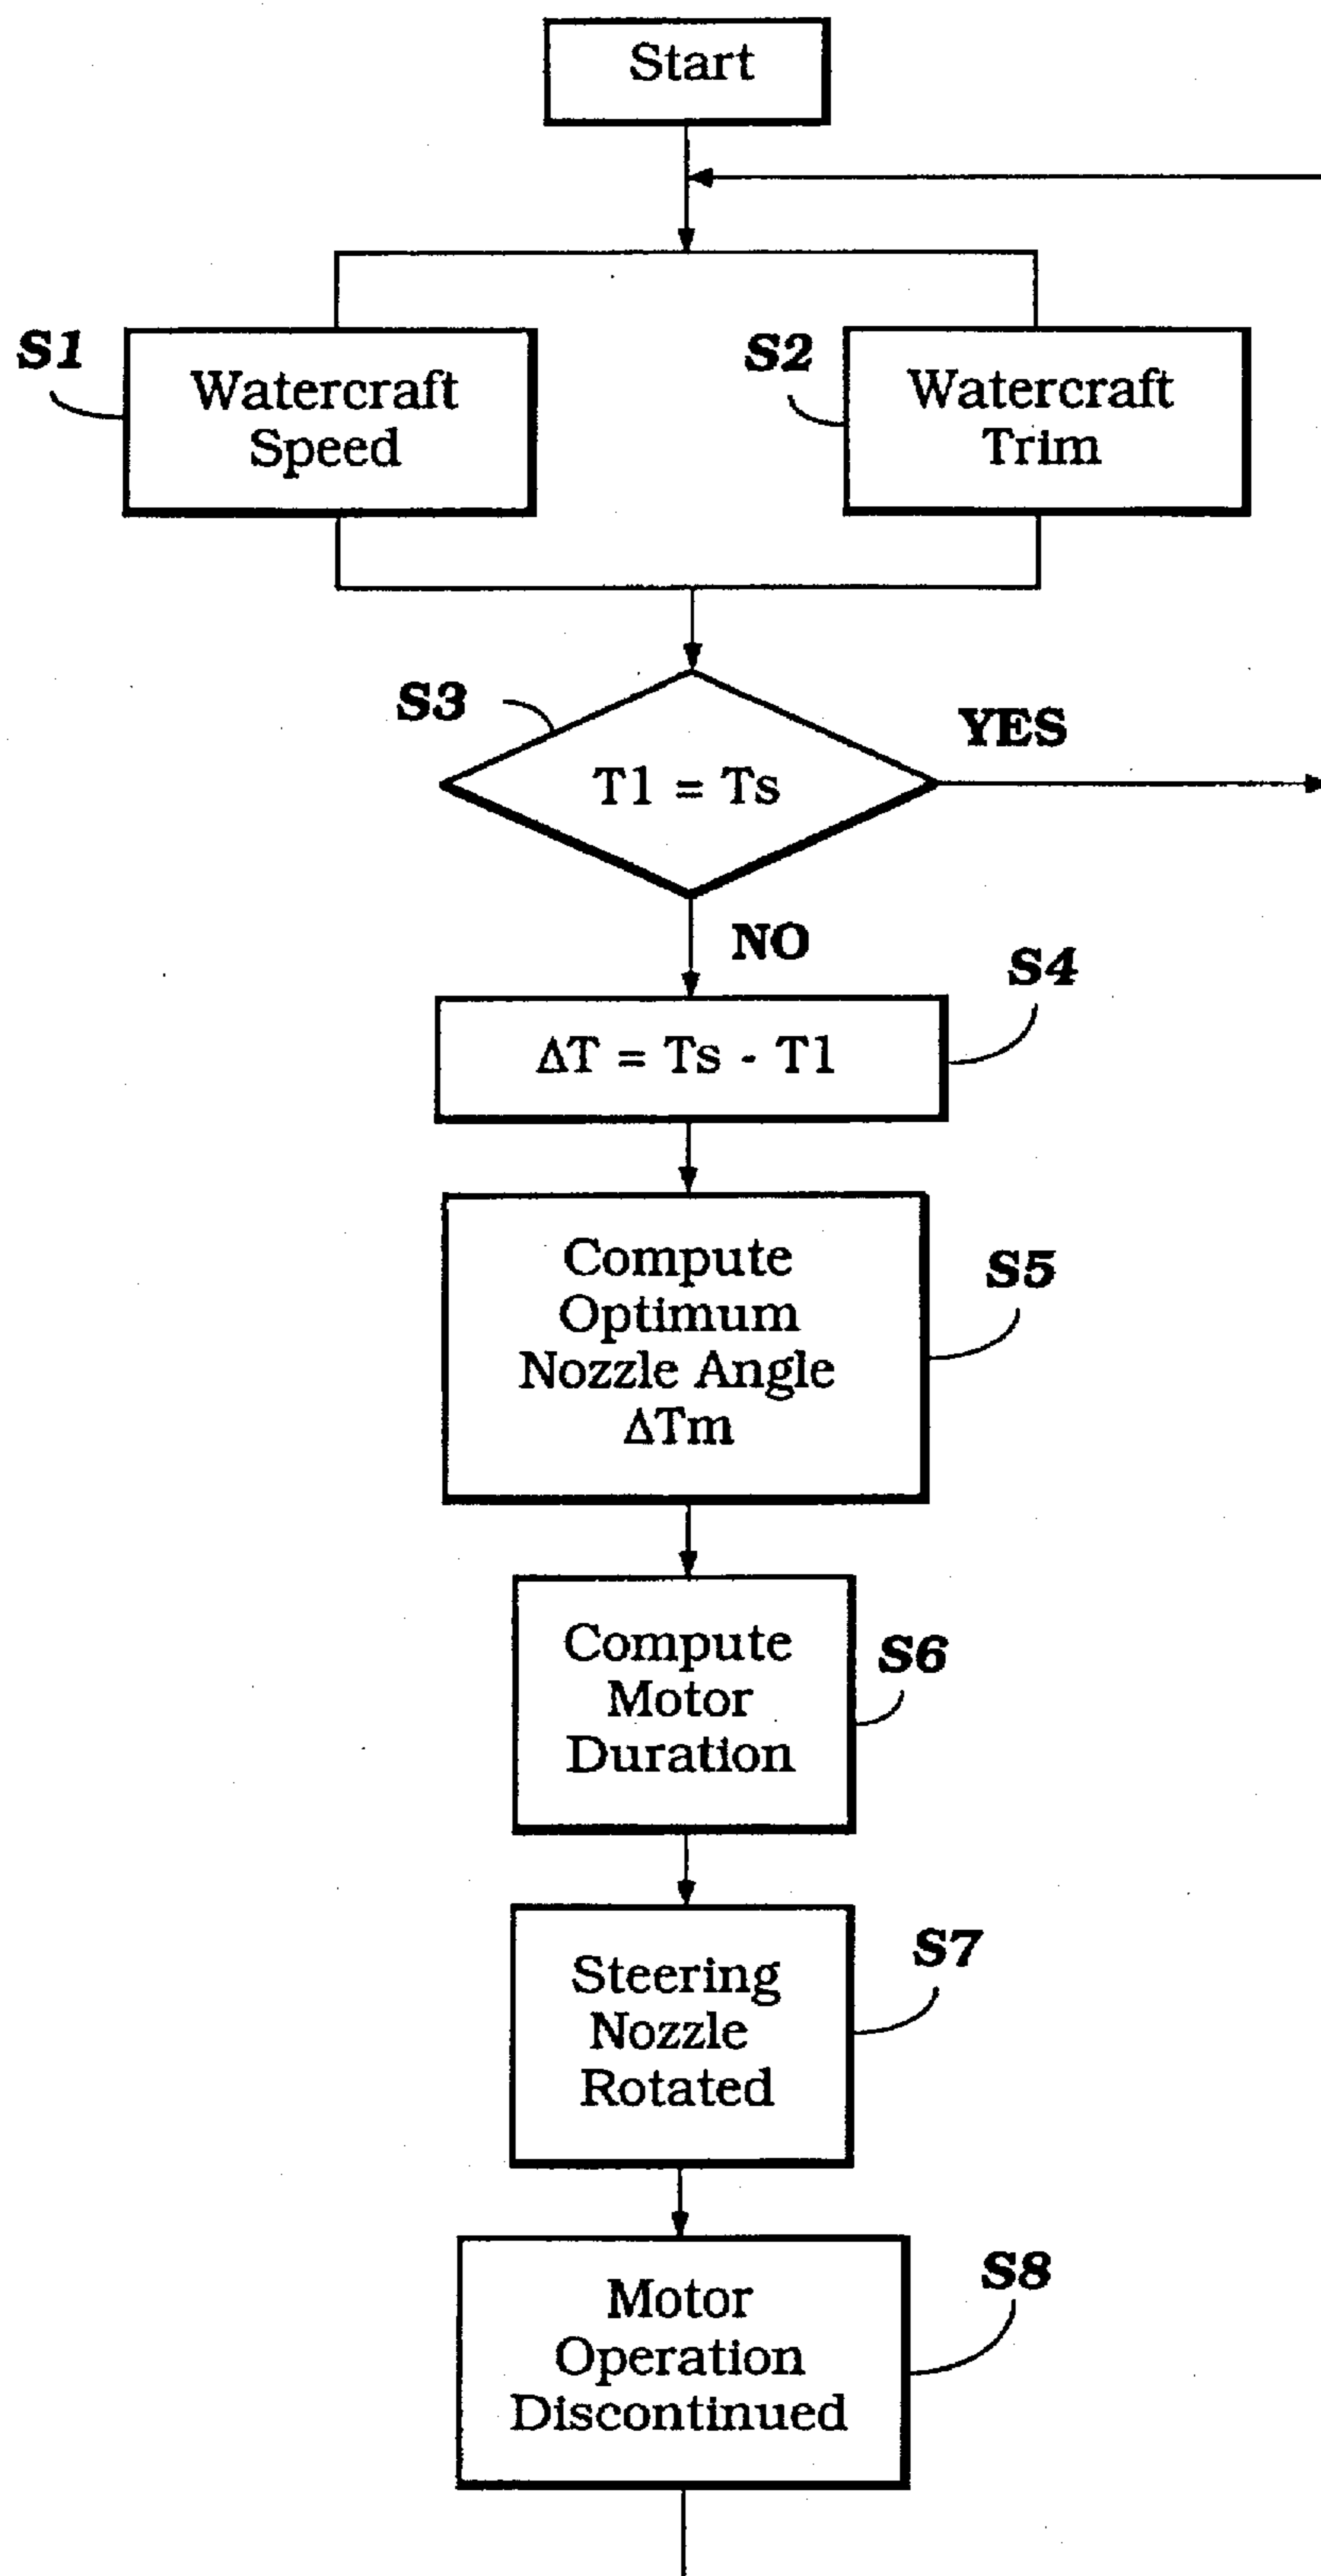 Start
S1
Watercraft
Speed
S2
Watercraft
Trim
S3
T1 = Ts
YES
NO
S4
ΔT = Ts - T1
Compute
Optimum
Nozzle Angle
ΔTm
S5
Compute
Motor
Duration
S6
Steering
Nozzle
Rotated
S7
Motor
Operation
Discontinued
S8